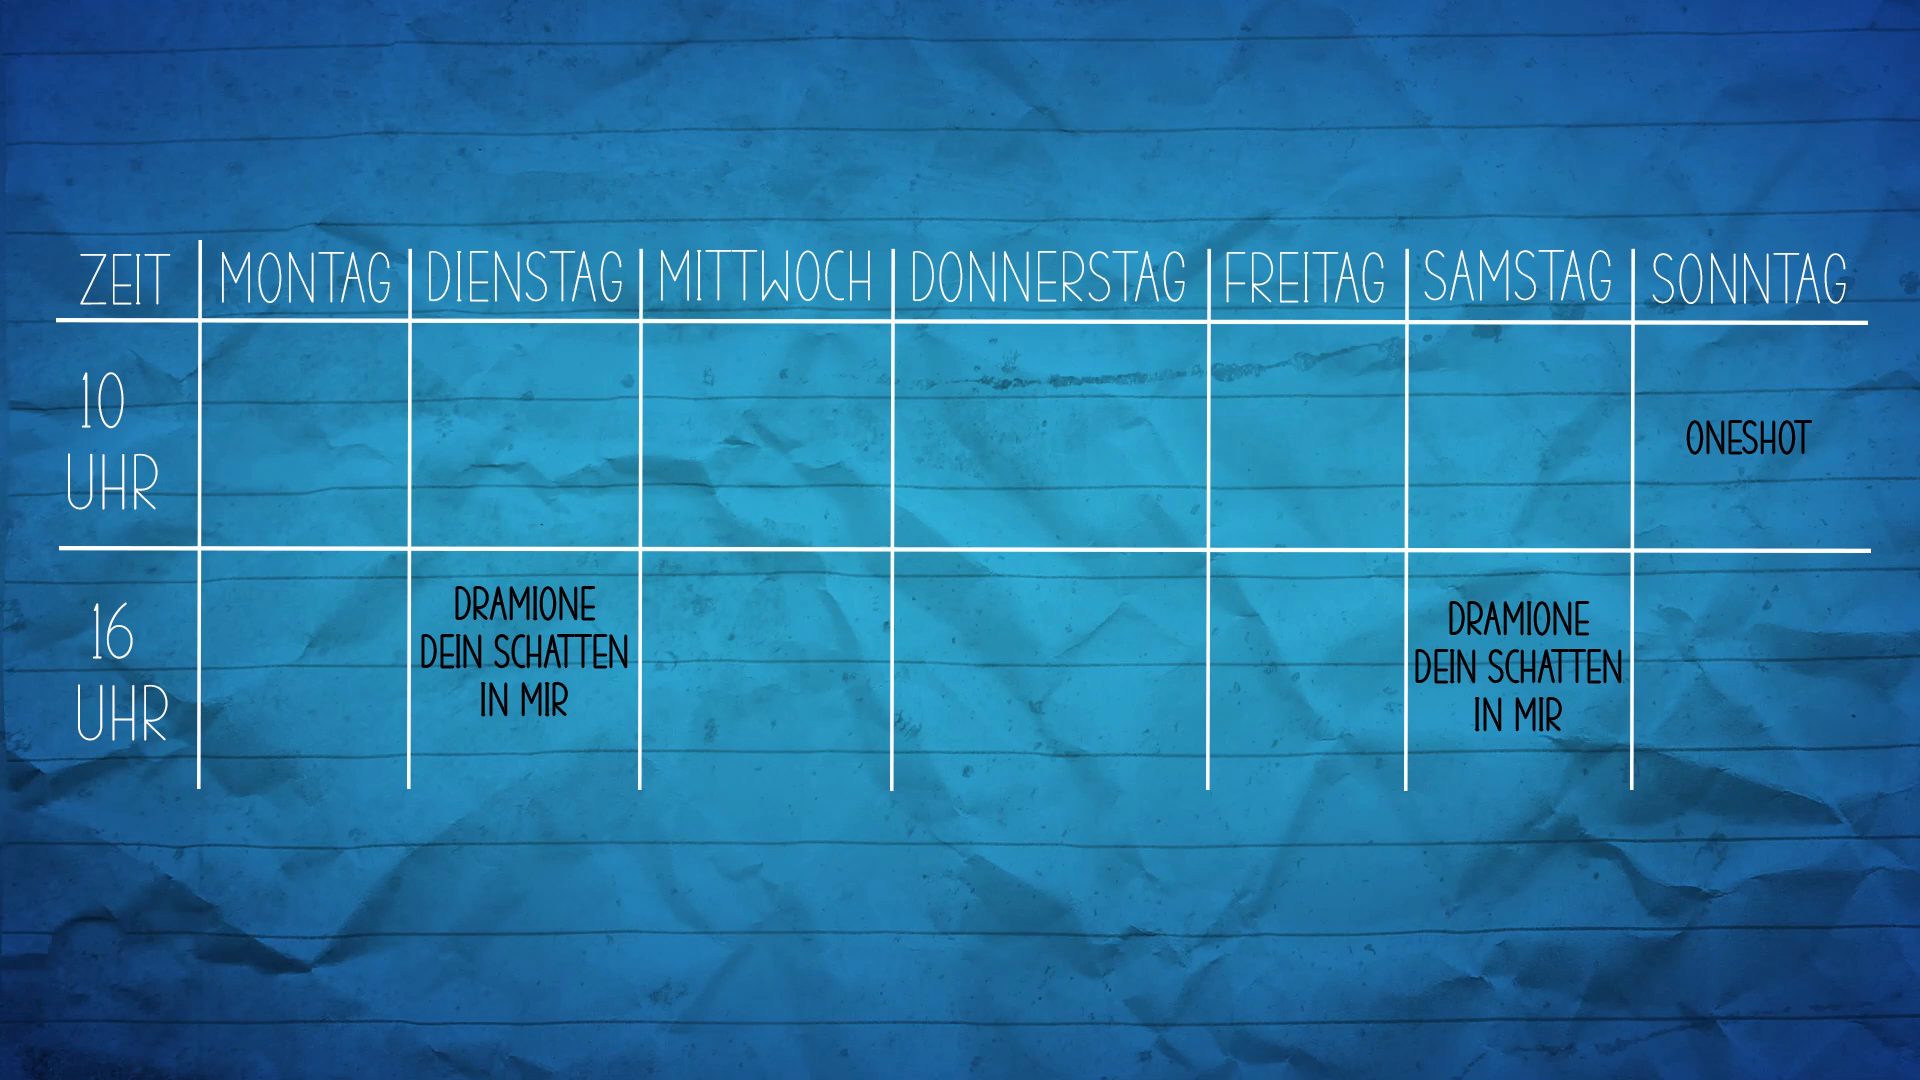 ZEIT MONTAG DIENSTAG MITTWOCH DONNERSTAG FREITAG SAMSTAG SONNTAG
10
UHR
ONESHOT
16
UHR
DRAMIONE
DEIN SCHATTEN
IN MIR
DRAMIONE
DEIN SCHATTEN
IN MIR